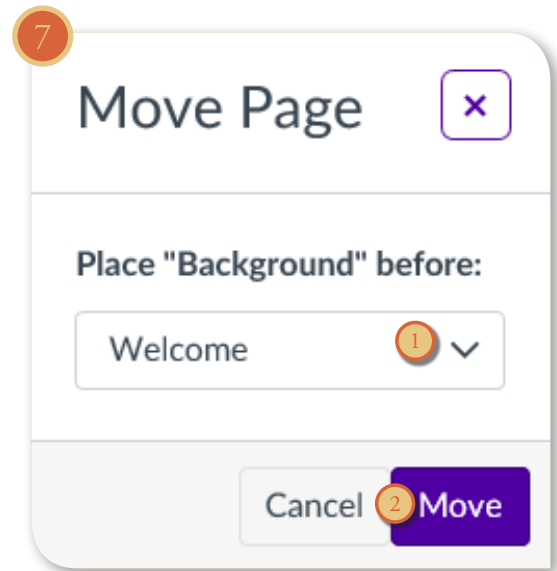 7
Move Page
×
Place "Background" before:
Welcome 1
Cancel 2 Move